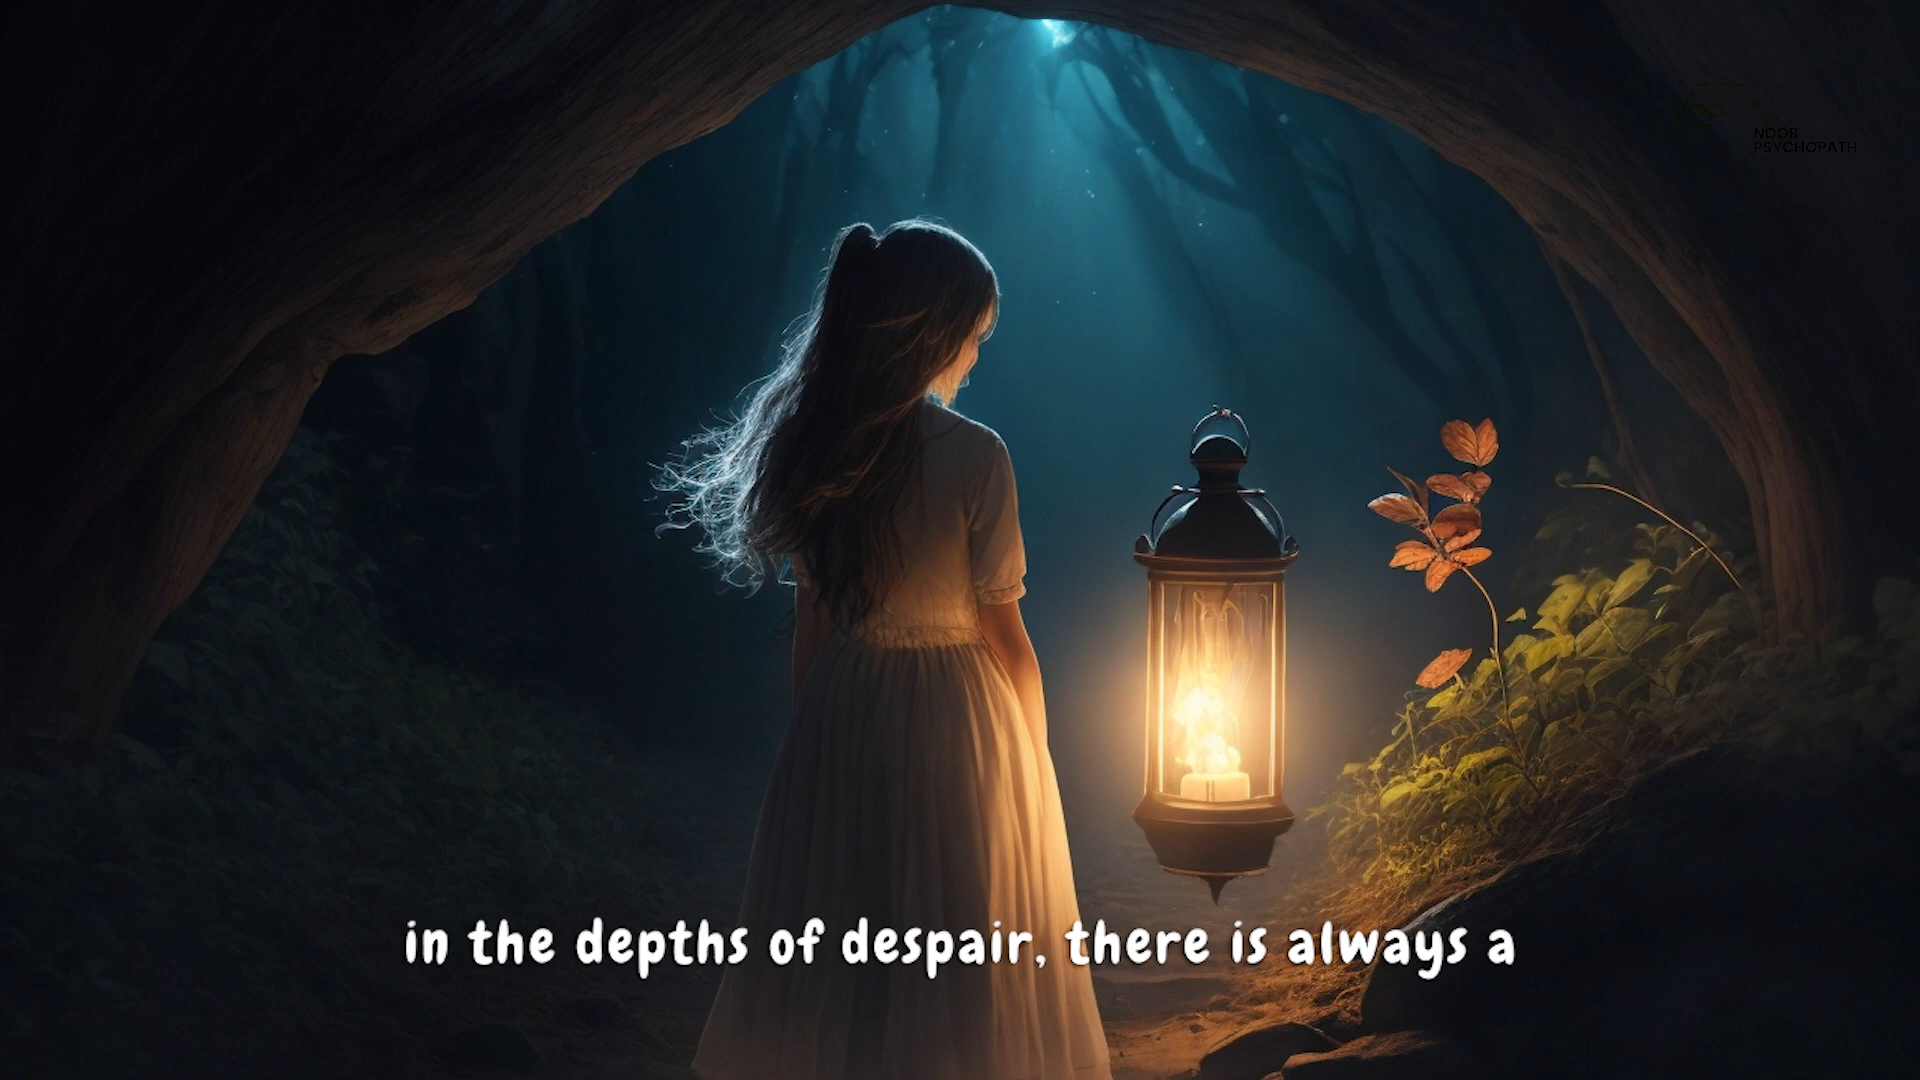 NOOB
PSYCHOPATH
in the depths of despair, there is always a